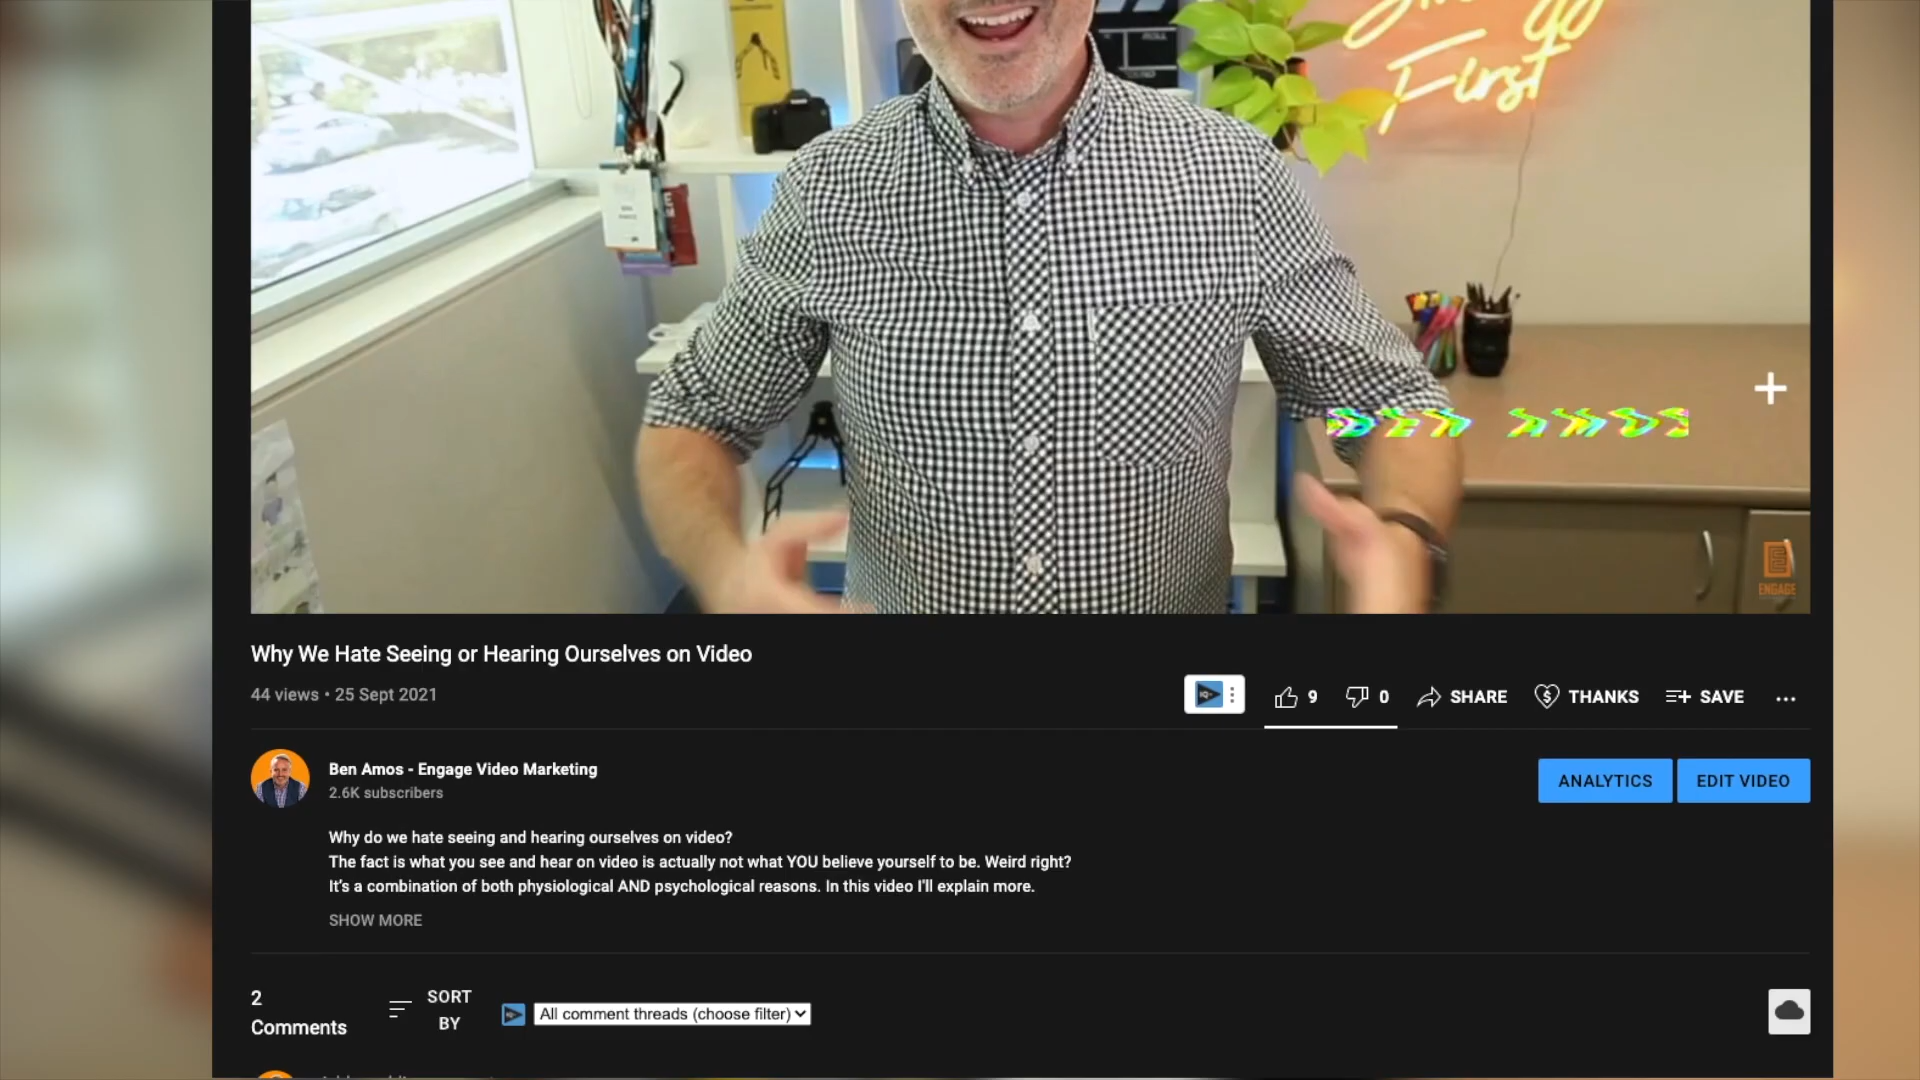 First
BEN AMOS
ENGAGE
Why We Hate Seeing or Hearing Ourselves on Video
44 views • 25 Sept 2021
9
0
SHARE
THANKS
SAVE
Ben Amos - Engage Video Marketing
2.6K subscribers
ANALYTICS
EDIT VIDEO
Why do we hate seeing and hearing ourselves on video?
The fact is what you see and hear on video is actually not what YOU believe yourself to be. Weird right?
It's a combination of both physiological AND psychological reasons. In this video I'll explain more.
SHOW MORE
2
Comments
SORT
BY
All comment threads (choose filter)